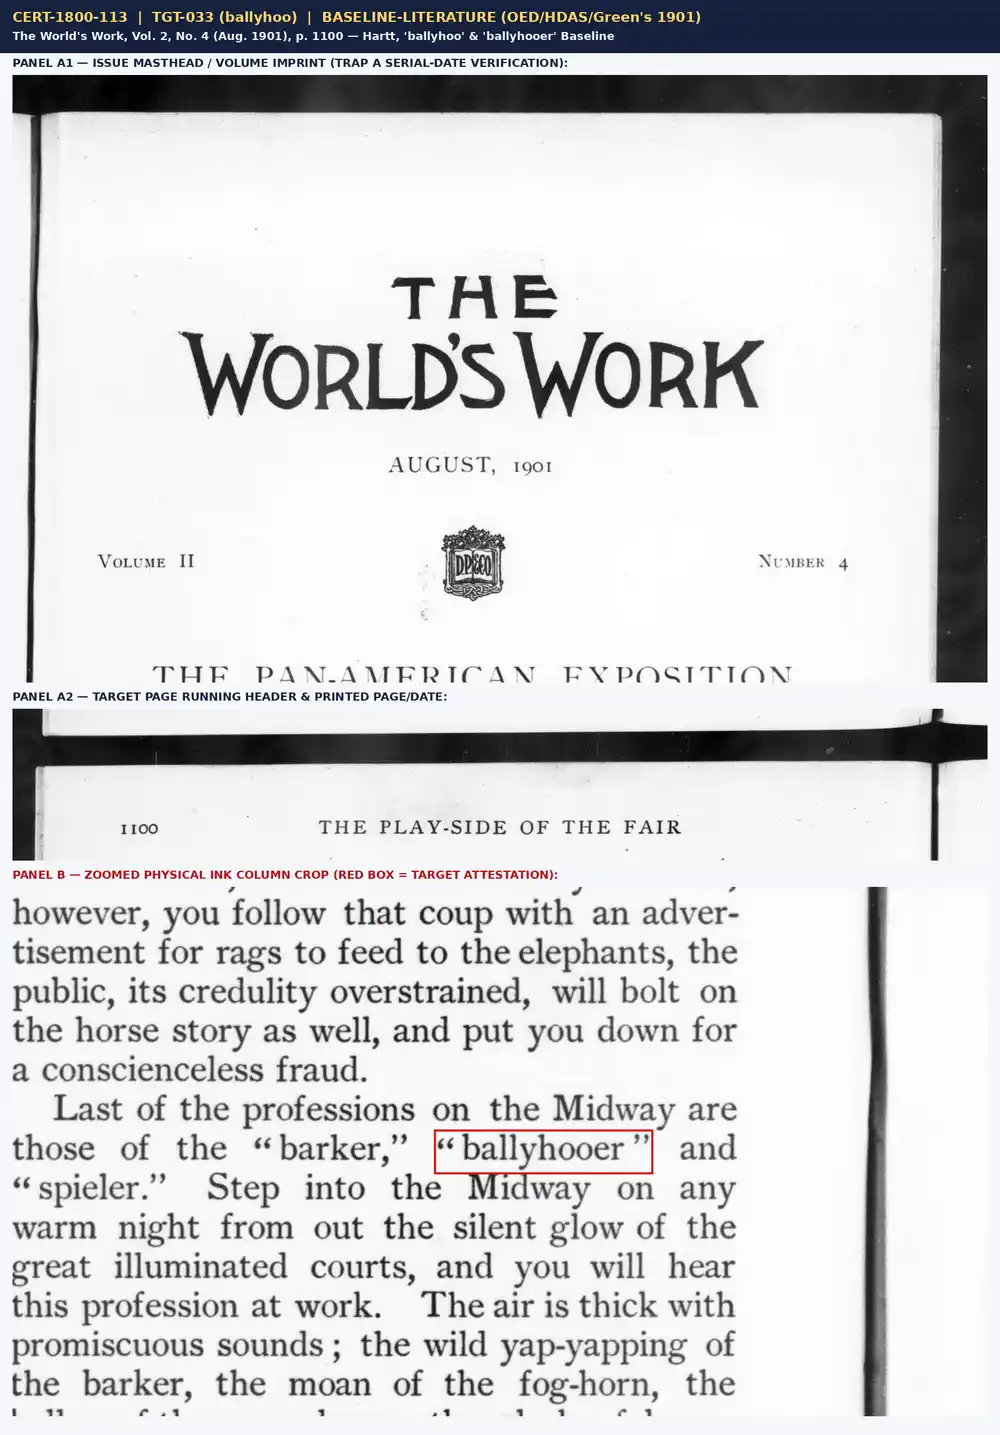 CERT-1800-113 | TGT-033 (ballyhoo) | BASELINE-LITERATURE (OED/HDAS/Green's 1901)
The World's Work, Vol. 2, No. 4 (Aug. 1901), p. 1100 — Hartt, 'ballyhoo' & 'ballyhooer' Baseline
PANEL A1 — ISSUE MASTHEAD / VOLUME IMPRINT (TRAP A SERIAL-DATE VERIFICATION):
THE
WORLD'S WORK
AUGUST, 1901
VOLUME II
D.P.&CO.
NUMBER 4
THE PAN-AMERICAN EXPOSITION
PANEL A2 — TARGET PAGE RUNNING HEADER & PRINTED PAGE/DATE:
1100 THE PLAY-SIDE OF THE FAIR
PANEL B — ZOOMED PHYSICAL INK COLUMN CROP (RED BOX = TARGET ATTESTATION):
however, you follow that coup with an adver-
tisement for rags to feed to the elephants, the
public, its credulity overstrained, will bolt on
the horse story as well, and put you down for
a conscienceless fraud.
Last of the professions on the Midway are
those of the “barker,” “ballyhooer” and
“spieler.” Step into the Midway on any
warm night from out the silent glow of the
great illuminated courts, and you will hear
this profession at work. The air is thick with
promiscuous sounds; the wild yap-yapping of
the barker, the moan of the fog-horn, the